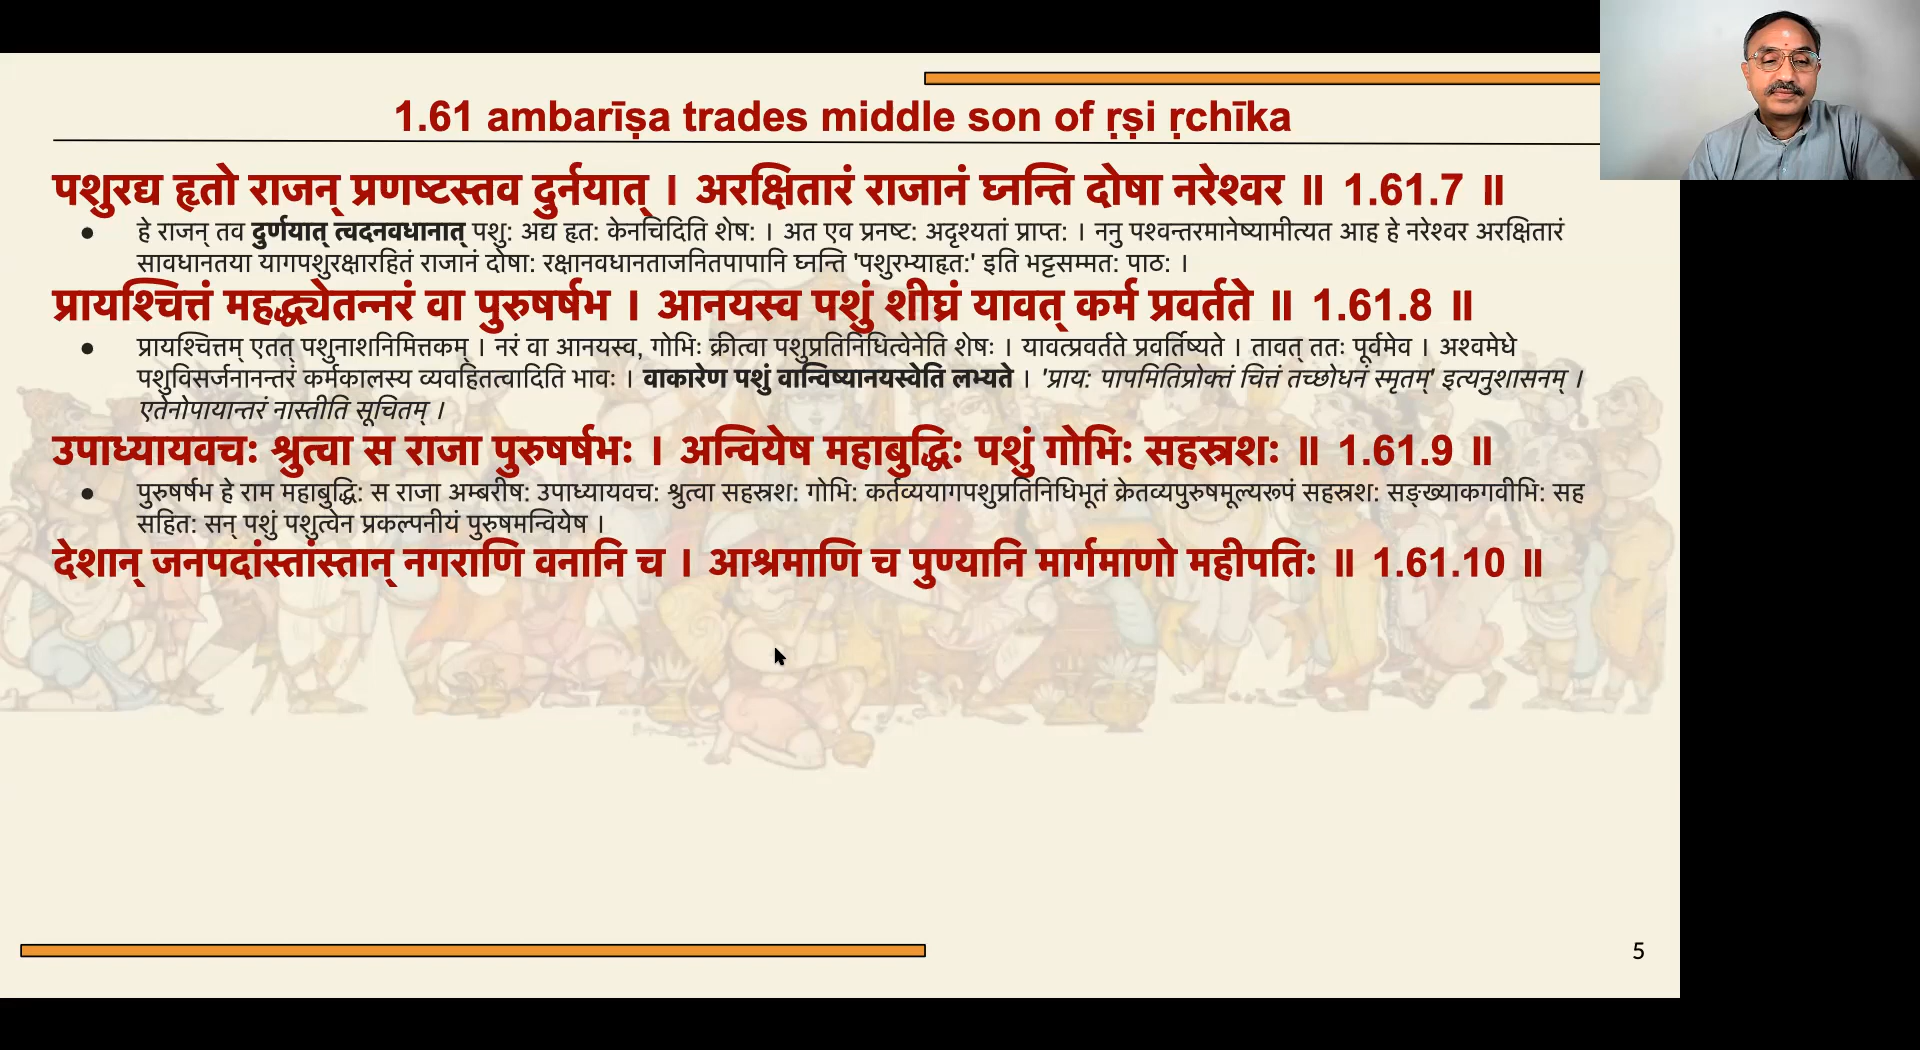 1.61 ambarīṣa trades middle son of ṛṣi ṛchīka
पशुरद्य हृतो राजन् प्रणष्टस्तव दुर्नयात् । अरक्षितारं राजानं घ्नन्ति दोषा नरेश्वर ॥ 1.61.7 ॥
● हे राजन् तव दुर्णयात् त्वदनवधानात् पशु: अद्य हृत: केनचिदिति शेष: । अत एव प्रनष्ट: अदृश्यतां प्राप्त: । ननु पश्वन्तरमानेष्यामीत्यत आह हे नरेश्वर अरक्षितारं
सावधानतया यागपशुरक्षारहितं राजानं दोषा: रक्षानवधानताजनितपापानि घ्नन्ति 'पशुरभ्याहृत:' इति भट्टसम्मत: पाठ: ।
प्रायश्चित्तं महद्ध्येतन्नरं वा पुरुषर्षभ । आनयस्व पशुं शीघ्रं यावत् कर्म प्रवर्तते ॥ 1.61.8 ॥
● प्रायश्चित्तम् एतत् पशुनाशनिमित्तकम् । नरं वा आनयस्व, गोभिः क्रीत्वा पशुप्रतिनिधित्वेनेति शेषः । यावत्प्रवर्तते प्रवर्तिष्यते । तावत् ततः पूर्वमेव । अश्वमेधे
पशुविसर्जनानन्तरं कर्मकालस्य व्यवहितत्वादिति भावः । वाकारेण पशुं वान्विष्यानयस्वेति लभ्यते । 'प्राय: पापमितिप्रोक्तं चित्तं तच्छोधनं स्मृतम्' इत्यनुशासनम् ।
एतेनोपायान्तरं नास्तीति सूचितम् ।
उपाध्यायवचः श्रुत्वा स राजा पुरुषर्षभः । अन्वियेष महाबुद्धिः पशुं गोभिः सहस्रशः ॥ 1.61.9 ॥
● पुरुषर्षभ हे राम महाबुद्धि: स राजा अम्बरीष: उपाध्यायवच: श्रुत्वा सहस्रश: गोभि: कर्तव्ययागपशुप्रतिनिधिभूतं क्रेतव्यपुरुषमूल्यरूपं सहस्रश: सङ्ख्याकगवीभि: सह
सहित: सन् पशुं पशुत्वेन प्रकल्पनीयं पुरुषमन्वियेष ।
देशान् जनपदांस्तांस्तान् नगराणि वनानि च । आश्रमाणि च पुण्यानि मार्गमाणो महीपतिः ॥ 1.61.10 ॥
5